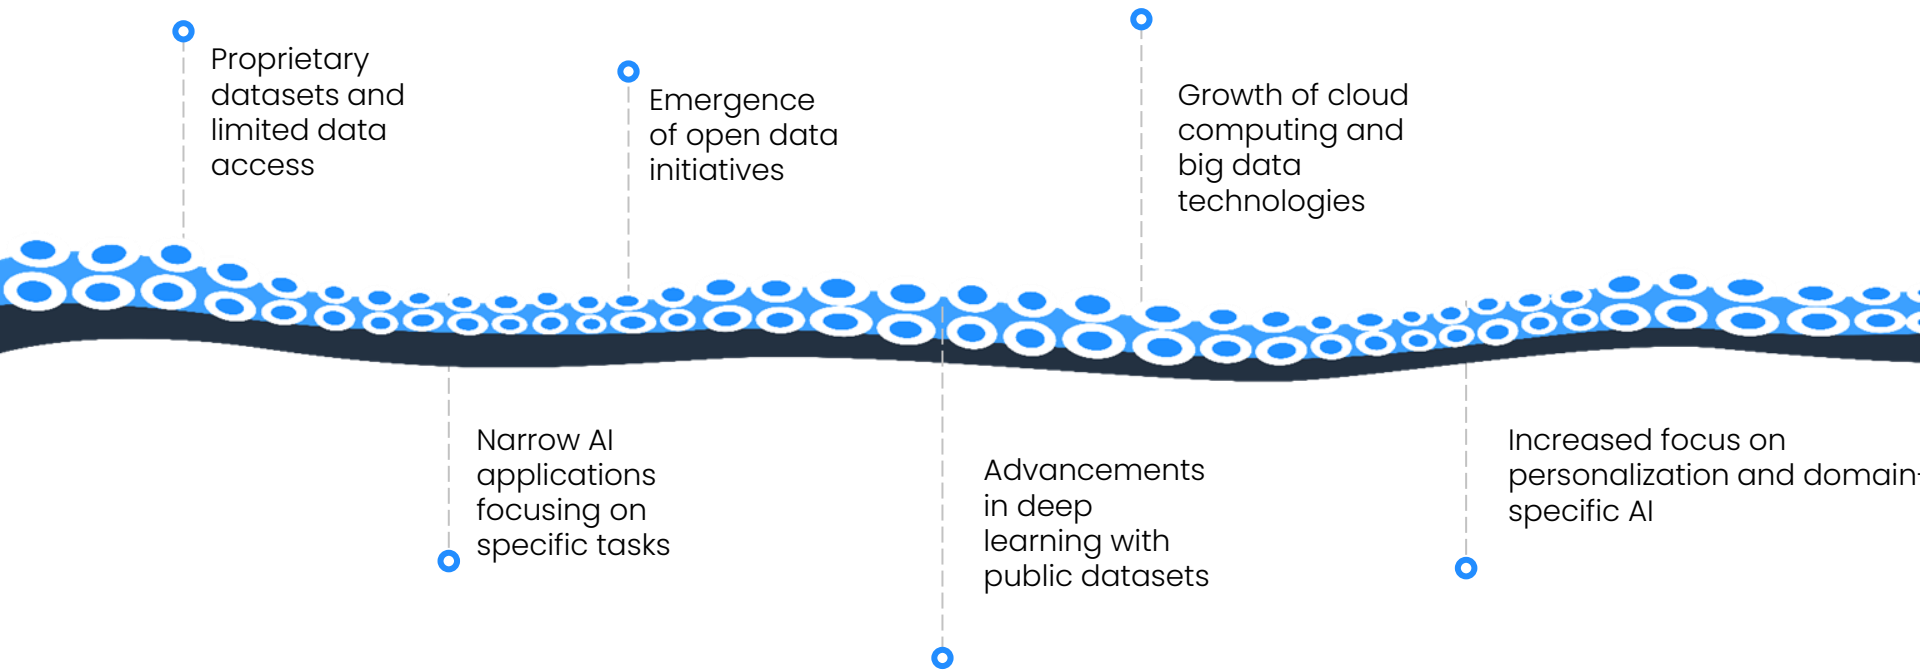 Proprietary
datasets and
limited data
access
Narrow AI
applications
focusing on
specific tasks
Emergence
of open data
initiatives
Advancements
in deep
learning with
public datasets
Growth of cloud
computing and
big data
technologies
Increased focus on
personalization and domain-
specific AI